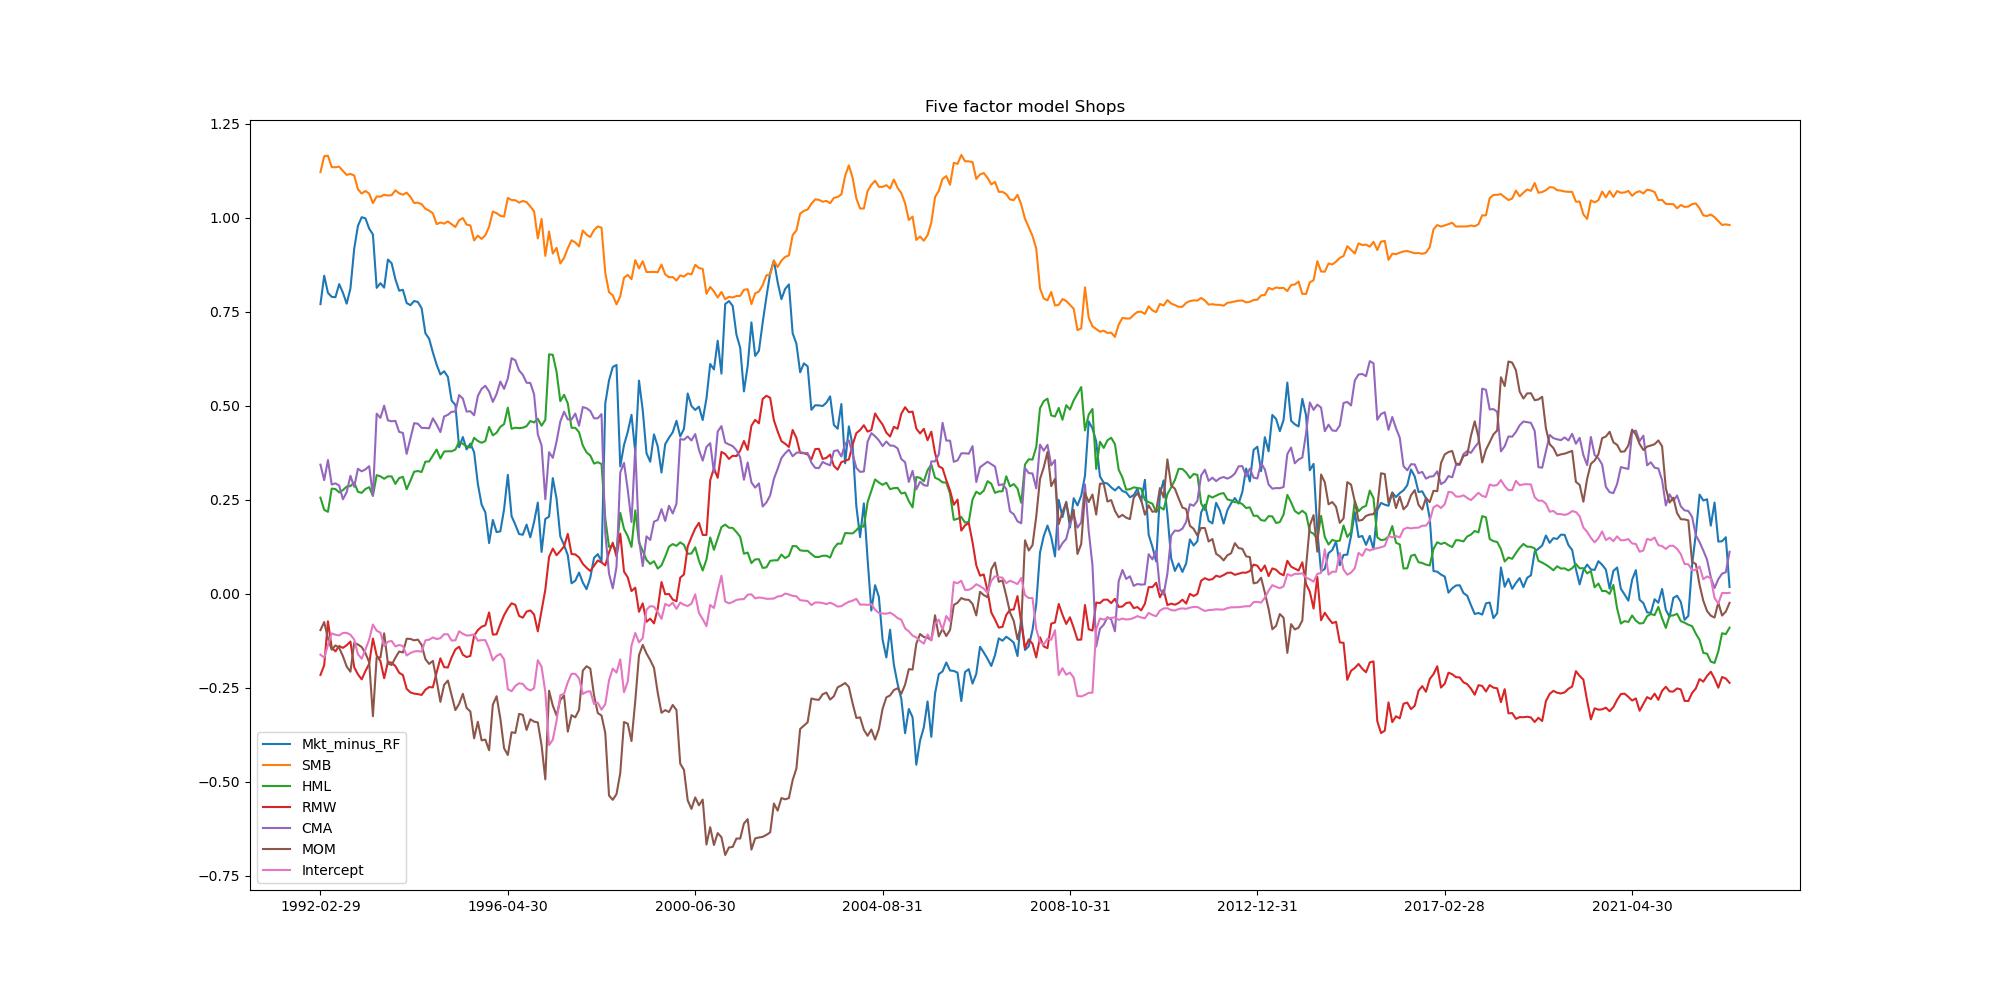 Five factor model Shops
1.25
1.00
0.75
0.50
0.25
0.00
−0.25
−0.50
−0.75
Mkt_minus_RF
SMB
HML
RMW
CMA
MOM
Intercept
1992-02-29 1996-04-30 2000-06-30 2004-08-31 2008-10-31 2012-12-31 2017-02-28 2021-04-30